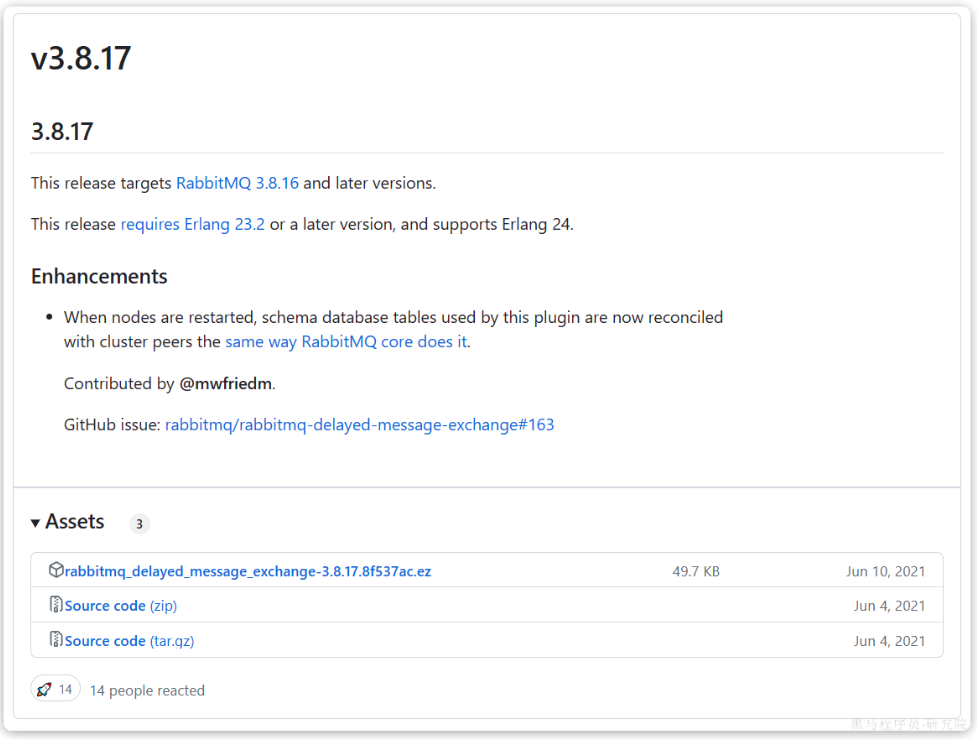 v3.8.17
3.8.17
This release targets RabbitMQ 3.8.16 and later versions.
This release requires Erlang 23.2 or a later version, and supports Erlang 24.
Enhancements
When nodes are restarted, schema database tables used by this plugin are now reconciled
with cluster peers the same way RabbitMQ core does it.
Contributed by @mwfriedm.
GitHub issue: rabbitmq/rabbitmq-delayed-message-exchange#163
Assets 3
rabbitmq_delayed_message_exchange-3.8.17.8f537ac.ez 49.7 KB Jun 10, 2021
Source code (zip) Jun 4, 2021
Source code (tar.gz) Jun 4, 2021
14 14 people reacted
黑马程序员-研究院